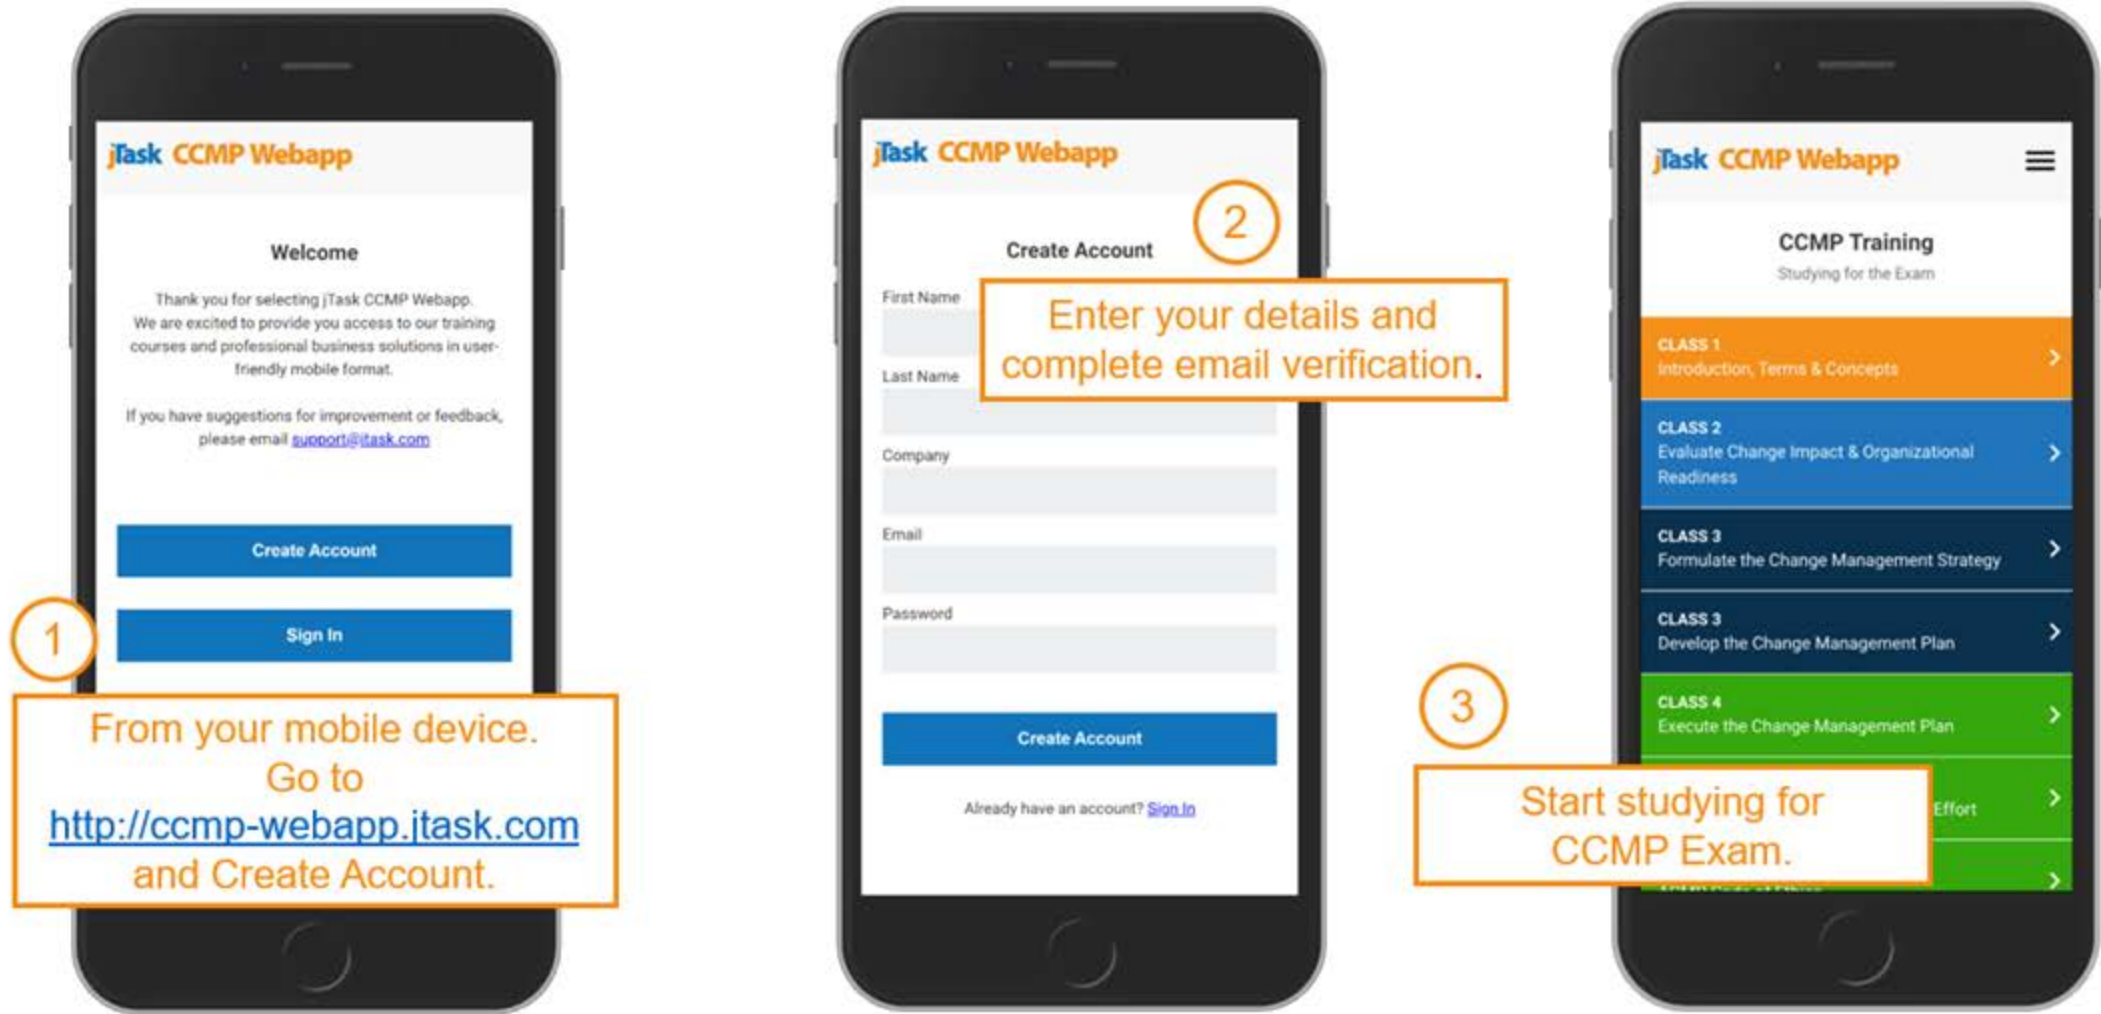 jTask CCMP Webapp
Welcome
Thank you for selecting jTask CCMP Webapp.
We are excited to provide you access to our training
courses and professional business solutions in user-
friendly mobile format.
If you have suggestions for improvement or feedback,
please email support@jtask.com
Create Account
Sign In
1
From your mobile device.
Go to
http://ccmp-webapp.jtask.com
and Create Account.
jTask CCMP Webapp
2
Create Account
Enter your details and
complete email verification.
First Name
Last Name
Company
Email
Password
Create Account
Already have an account? Sign In
jTask CCMP Webapp
CCMP Training
Studying for the Exam
CLASS 1
Introduction, Terms & Concepts
CLASS 2
Evaluate Change Impact & Organizational
Readiness
CLASS 3
Formulate the Change Management Strategy
CLASS 3
Develop the Change Management Plan
CLASS 4
Execute the Change Management Plan
Effort
3
Start studying for
CCMP Exam.